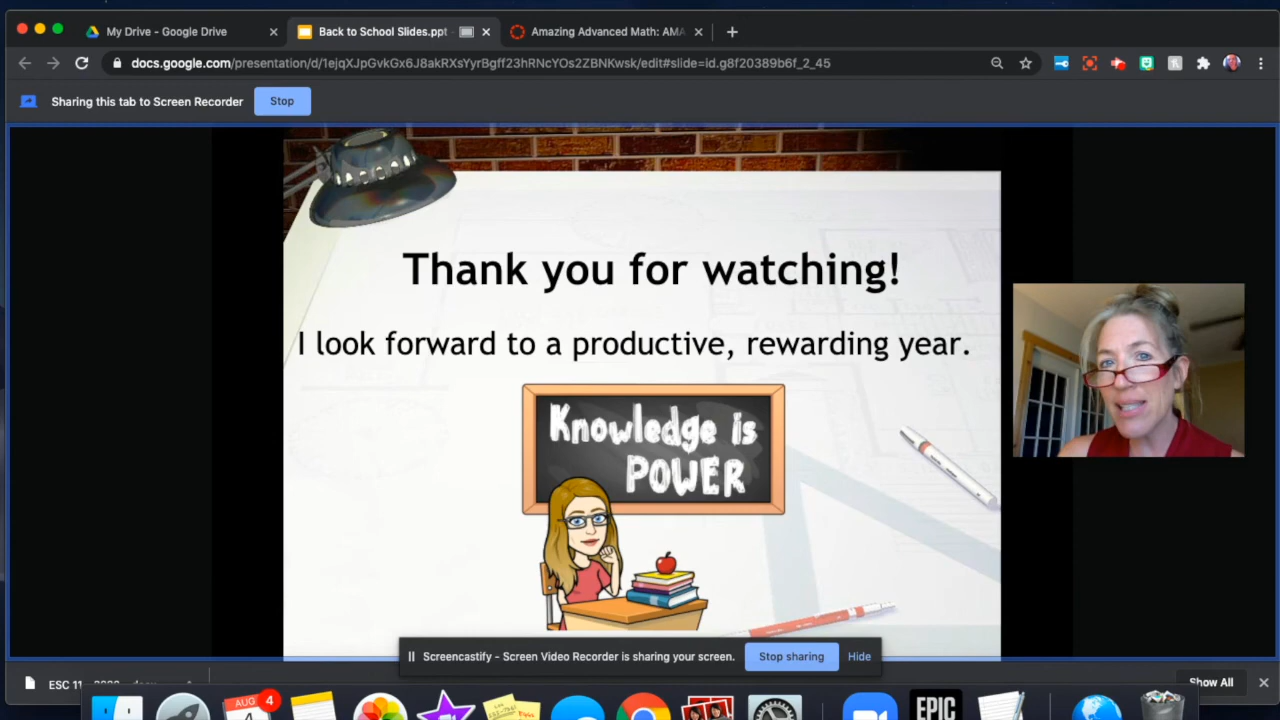 My Drive - Google Drive
Back to School Slides.ppt -
Amazing Advanced Math: AMA
docs.google.com/presentation/d/1ejqXJpGvkGx6J8akRXsYyrBgff23hRNcYOs2ZBNKwsk/edit#slide=id.g8f20389b6f_2_45
Sharing this tab to Screen Recorder
Stop
Thank you for watching!
I look forward to a productive, rewarding year.
Knowledge is
POWER
Screencastify - Screen Video Recorder is sharing your screen.
Stop sharing
Hide
ESC 11
Show All
AUG
4
4
EPIC